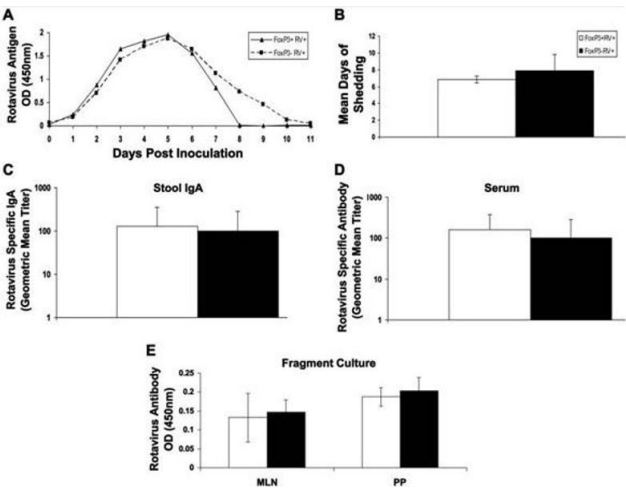 A
Rotavirus Antigen
OD (450nm)
2
1.5
1
0.5
0
0 1 2 3 4 5 6 7 8 9 10 11
Days Post Inoculation
FoxP3+ RV+
FoxP3- RV+
B
Mean Days of
Shedding
12
10
8
6
4
2
0
FoxP3+RV+
FoxP3-RV+
C
Stool IgA
Rotavirus Specific IgA
(Geometric Mean Titer)
1000
100
10
1
D
Serum
Rotavirus Specific Antibody
(Geometric Mean Titer)
1000
100
10
1
E
Fragment Culture
Rotavirus Antibody
OD (450nm)
0.25
0.2
0.15
0.1
0.05
0
MLN PP